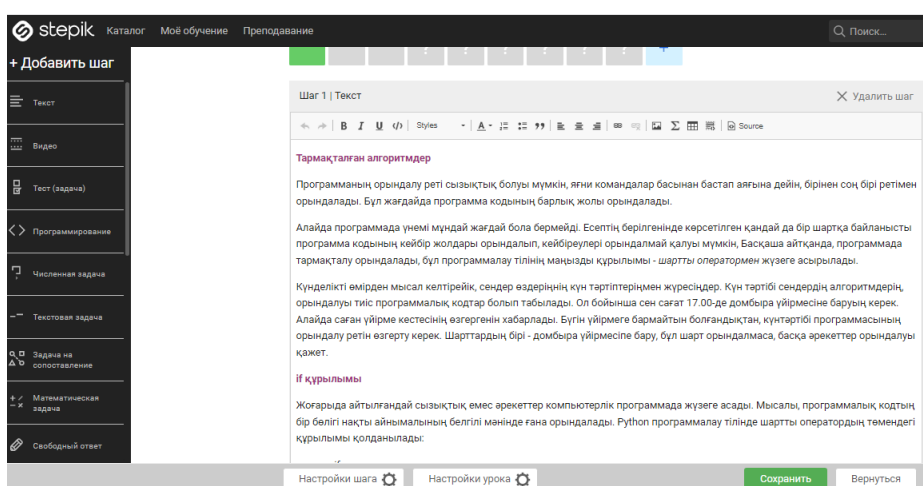 stepik Каталог Моё обучение Преподавание Поиск...
+ Добавить шаг
Текст
Видео
Тест (задача)
Программирование
Численная задача
Текстовая задача
Задача на
сопоставление
Математическая
задача
Свободный ответ
? ? ? ? ? ? +
Шаг 1 | Текст Удалить шаг
B I U Styles A Source
Тармақталған алгоритмдер
Программаның орындалу реті сызықтық болуы мүмкін, яғни командалар басынан бастап аяғына дейін, бірінен соң бірі ретімен
орындалады. Бұл жағдайда программа кодының барлық жолы орындалады.
Алайда программада үнемі мұндай жағдай бола бермейді. Есептің берілгенінде көрсетілген қандай да бір шартқа байланысты
программа кодының кейбір жолдары орындалып, кейбіреулері орындалмай қалуы мүмкін, Басқаша айтқанда, программада
тармақталу орындалады, бұл программалау тілінің маңызды құрылымы - шартты оператормен жүзеге асырылады.
Күнделікті өмірден мысал келтірейік, сендер өздеріңнің күн тәртіптеріңмен жүресіңдер. Күн тәртібі сендердің алгоритмдерің,
орындалуы тиіс программалық кодтар болып табылады. Ол бойынша сен сағат 17.00-де домбыра үйірмесіне баруың керек.
Алайда саған үйірме кестесінің өзгергенін хабарлады. Бүгін үйірмеге бармайтын болғандықтан, күнтәртібі программасының
орындалу ретін өзгерту керек. Шарттардың бірі - домбыра үйірмесіне бару, бұл шарт орындалмаса, басқа әрекеттер орындалуы
қажет.
if құрылымы
Жоғарыда айтылғандай сызықтық емес әрекеттер компьютерлік программада жүзеге асады. Мысалы, программалық кодтың
бір бөлігі нақты айнымалының белгілі мәнінде ғана орындалады. Python программалау тілінде шартты оператордың төмендегі
құрылымы қолданылады:
Настройки шага Настройки урока Сохранить Вернуться